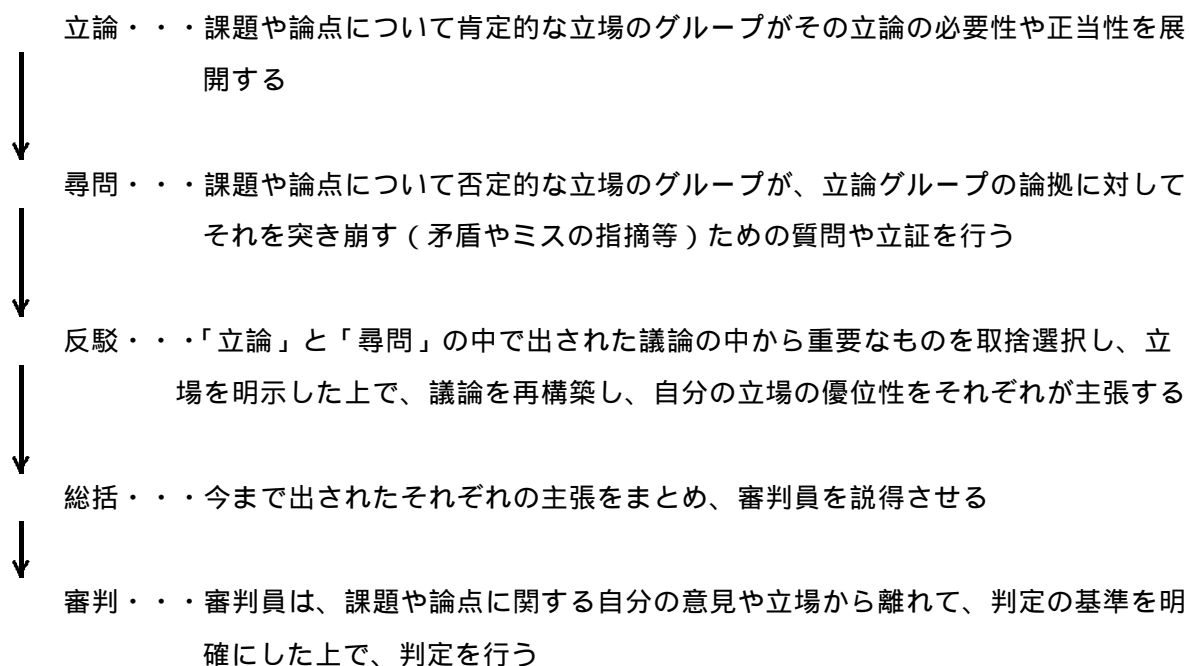 立論・・・課題や論点について肯定的な立場のグループがその立論の必要性や正当性を展
開する
尋問・・・課題や論点について否定的な立場のグループが、立論グループの論拠に対して
それを突き崩す(矛盾やミスの指摘等)ための質問や立証を行う
反駁・・・「立論」と「尋問」の中で出された議論の中から重要なものを取捨選択し、立
場を明示した上で、議論を再構築し、自分の立場の優位性をそれぞれが主張する
総括・・・今まで出されたそれぞれの主張をまとめ、審判員を説得させる
審判・・・審判員は、課題や論点に関する自分の意見や立場から離れて、判定の基準を明
確にした上で、判定を行う